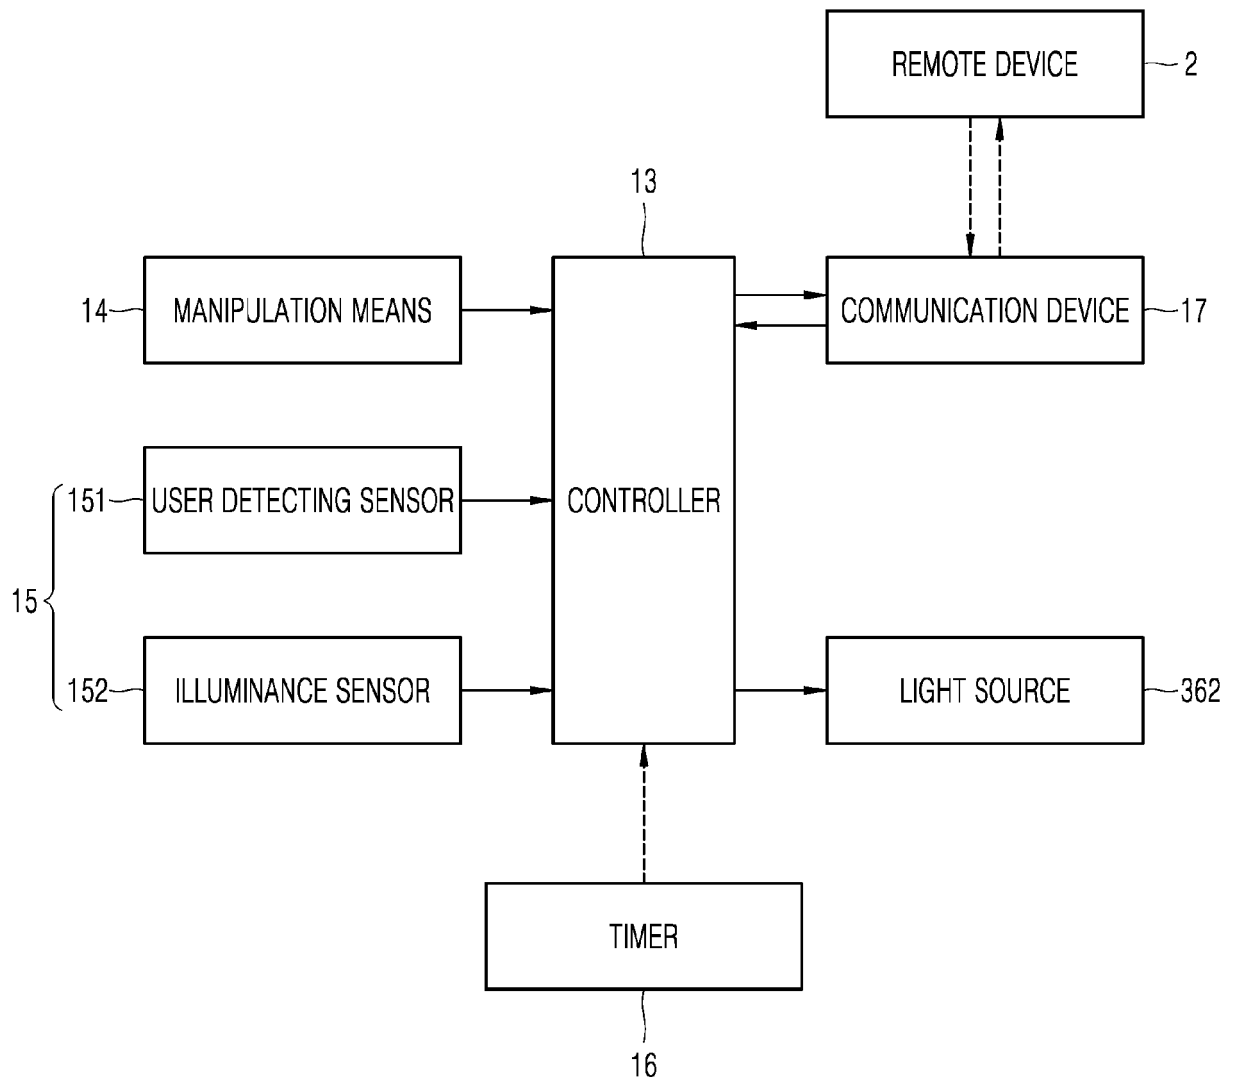 REMOTE DEVICE
2
13
14
MANIPULATION MEANS
COMMUNICATION DEVICE
17
15
151
USER DETECTING SENSOR
CONTROLLER
152
ILLUMINANCE SENSOR
LIGHT SOURCE
362
TIMER
16